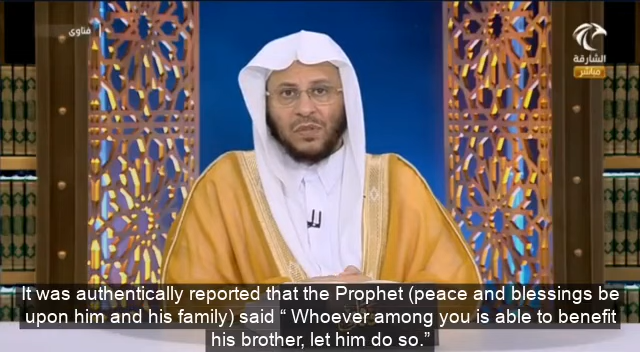 فتاوى
الشارقة
مباشر
It was authentically reported that the Prophet (peace and blessings be
upon him and his family) said “ Whoever among you is able to benefit
his brother, let him do so.”